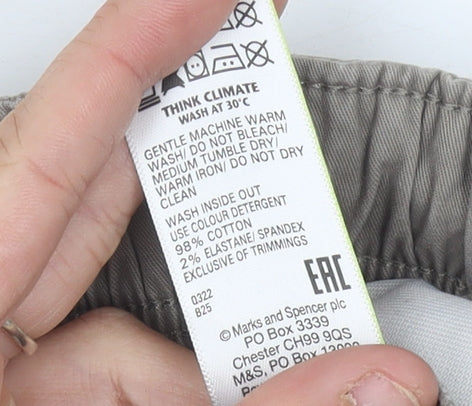 THINK CLIMATE
WASH AT 30°C
GENTLE MACHINE WARM
WASH/ DO NOT BLEACH/
MEDIUM TUMBLE DRY/
WARM IRON/ DO NOT DRY
CLEAN
WASH INSIDE OUT
USE COLOUR DETERGENT
98% COTTON
2% ELASTANE/ SPANDEX
EXCLUSIVE OF TRIMMINGS
0322
825
EAC
© Marks and Spencer plc
PO Box 3339
Chester CH99 9QS
M&S, PO Box